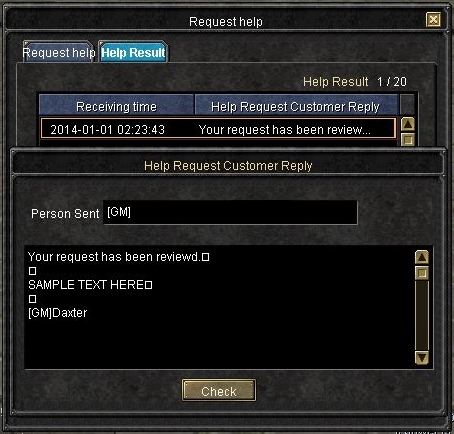 Request help
Request help Help Result
Help Result 1 / 20
Receiving time Help Request Customer Reply
2014-01-01 02:23:43 Your request has been review...
Help Request Customer Reply
Person Sent [GM]
Your request has been reviewd.□
□
SAMPLE TEXT HERE□
□
[GM]Daxter
Check